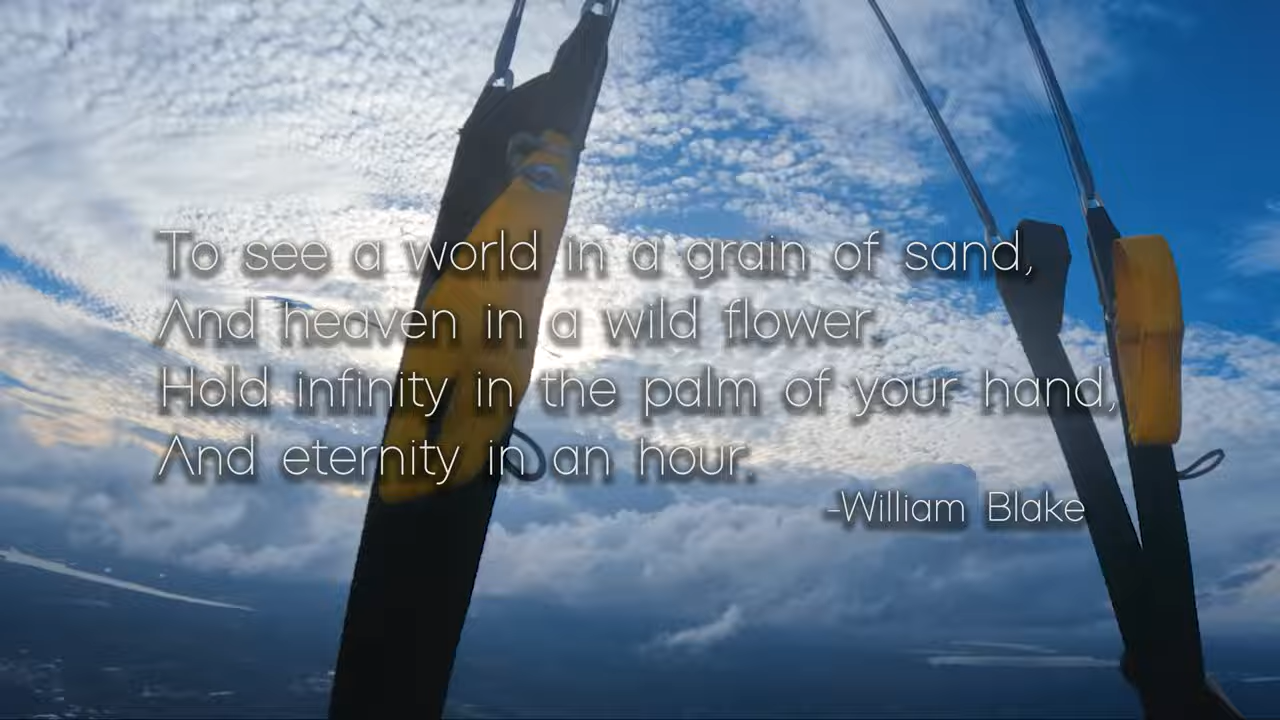 To see a world in a grain of sand,
And heaven in a wild flower.
Hold infinity in the palm of your hand,
And eternity in an hour.
-William Blake